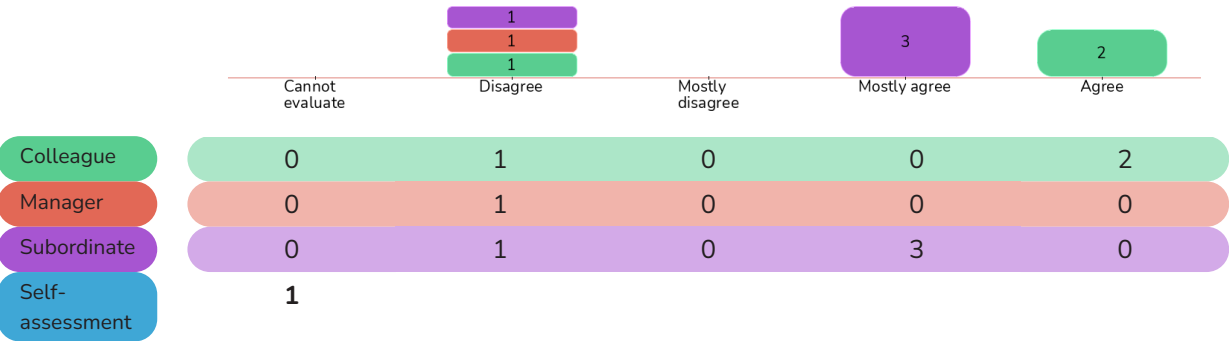 1
1
3
1
2
Cannot
evaluate
Disagree
Mostly
disagree
Mostly agree
Agree
Colleague 0 1 0 0 2
Manager 0 1 0 0 0
Subordinate 0 1 0 3 0
Self-
assessment
1